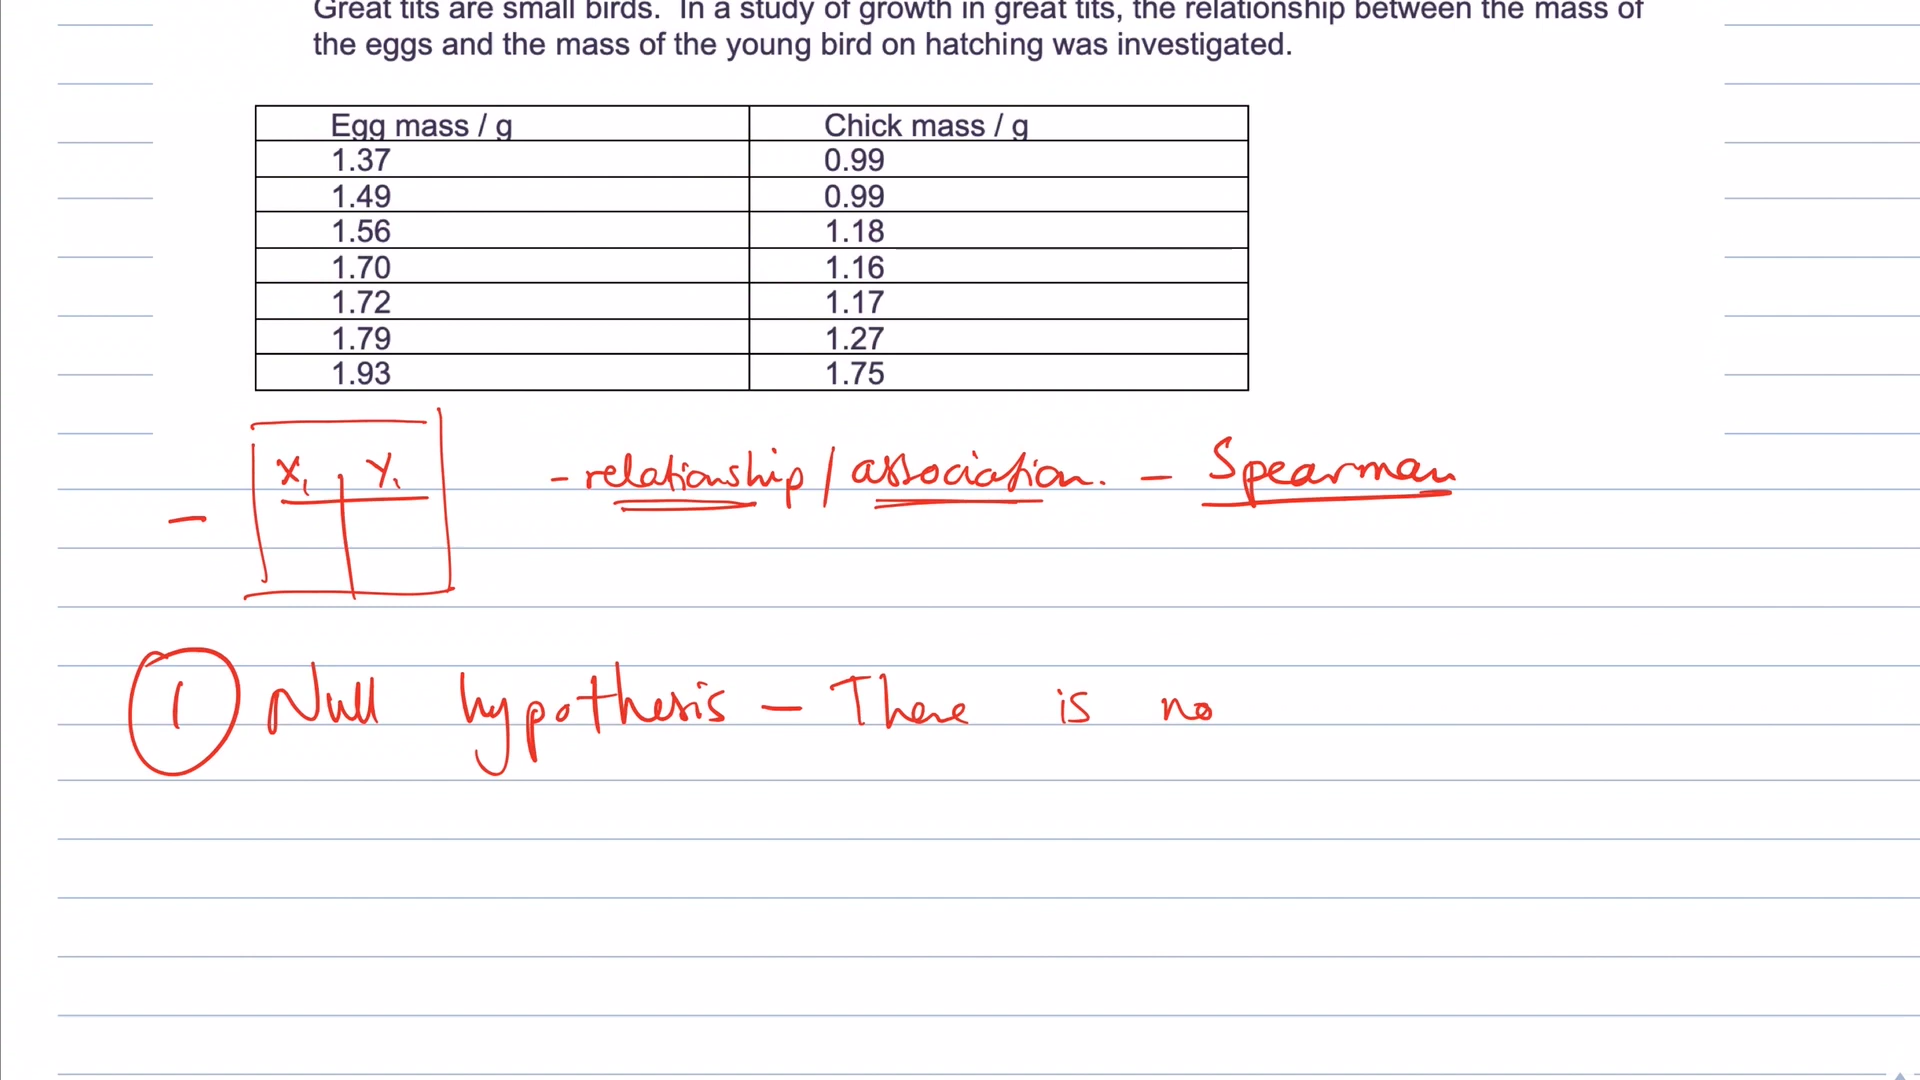 Great tits are small birds. In a study of growth in great tits, the relationship between the mass of
the eggs and the mass of the young bird on hatching was investigated.
Egg mass / g Chick mass / g
1.37 0.99
1.49 0.99
1.56 1.18
1.70 1.16
1.72 1.17
1.79 1.27
1.93 1.75
- X₁ Y₁ - relationship / association. - Spearman
1 Null hypothesis - There is no